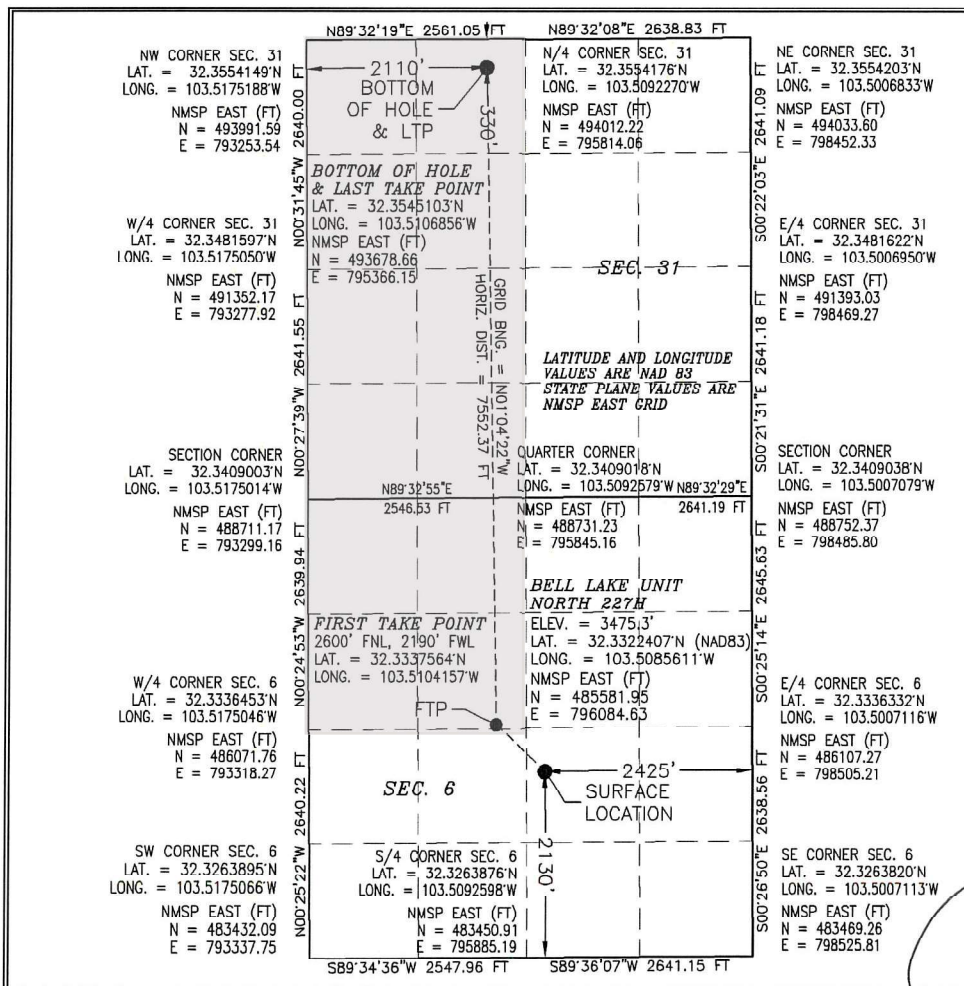 N89°32'19"E 2561.05 FT
N89°32'08"E 2638.83 FT
NW CORNER SEC. 31
LAT. = 32.3554149°N
LONG. = 103.5175188°W
NMSP EAST (FT)
N = 493991.59
E = 793253.54
2110'
BOTTOM
OF HOLE
& LTP
330'
N/4 CORNER SEC. 31
LAT. = 32.3554176°N
LONG. = 103.5092270°W
NMSP EAST (FT)
N = 494012.22
E = 795814.06
NE CORNER SEC. 31
LAT. = 32.3554203°N
LONG. = 103.5006833°W
NMSP EAST (FT)
N = 494033.60
E = 798452.33
N00°31'45"W 2640.00 FT
S00°22'03"E 2641.09 FT
BOTTOM OF HOLE
& LAST TAKE POINT
LAT. = 32.3545103°N
LONG. = 103.5106856°W
NMSP EAST (FT)
N = 493678.66
E = 795366.15
W/4 CORNER SEC. 31
LAT. = 32.3481597°N
LONG. = 103.5175050°W
NMSP EAST (FT)
N = 491352.17
E = 793277.92
SEC. 31
E/4 CORNER SEC. 31
LAT. = 32.3481622°N
LONG. = 103.5006950°W
NMSP EAST (FT)
N = 491393.03
E = 798469.27
GRID BNG. = N01°04'22"W
HORIZ. DIST. = 7552.37 FT
N00°27'39"W 2641.55 FT
S00°21'31"E 2641.18 FT
LATITUDE AND LONGITUDE
VALUES ARE NAD 83
STATE PLANE VALUES ARE
NMSP EAST GRID
SECTION CORNER
LAT. = 32.3409003°N
LONG. = 103.5175014°W
NMSP EAST (FT)
N = 488711.17
E = 793299.16
N89°32'55"E
2546.53 FT
QUARTER CORNER
LAT. = 32.3409018°N
LONG. = 103.5092579°W
NMSP EAST (FT)
N = 488731.23
E = 795845.16
N89°32'29"E
2641.19 FT
SECTION CORNER
LAT. = 32.3409038°N
LONG. = 103.5007079°W
NMSP EAST (FT)
N = 488752.37
E = 798485.80
N00°24'53"W 2639.94 FT
S00°25'14"E 2645.63 FT
BELL LAKE UNIT
NORTH 227H
ELEV. = 3475.3'
LAT. = 32.3322407°N (NAD83)
LONG. = 103.5085611°W
NMSP EAST (FT)
N = 485581.95
E = 796084.63
FIRST TAKE POINT
2600' FNL, 2190' FWL
LAT. = 32.3337564°N
LONG. = 103.5104157°W
W/4 CORNER SEC. 6
LAT. = 32.3336453°N
LONG. = 103.5175046°W
NMSP EAST (FT)
N = 486071.76
E = 793318.27
FTP
E/4 CORNER SEC. 6
LAT. = 32.3336332°N
LONG. = 103.5007116°W
NMSP EAST (FT)
N = 486107.27
E = 798505.21
SEC. 6
2425'
SURFACE
LOCATION
2130'
N00°25'22"W 2640.22 FT
S00°26'50"E 2638.56 FT
SW CORNER SEC. 6
LAT. = 32.3263895°N
LONG. = 103.5175066°W
NMSP EAST (FT)
N = 483432.09
E = 793337.75
S/4 CORNER SEC. 6
LAT. = 32.3263876°N
LONG. = 103.5092598°W
NMSP EAST (FT)
N = 483450.91
E = 795885.19
SE CORNER SEC. 6
LAT. = 32.3263820°N
LONG. = 103.5007113°W
NMSP EAST (FT)
N = 483469.26
E = 798525.81
S89°34'36"W 2547.96 FT
S89°36'07"W 2641.15 FT